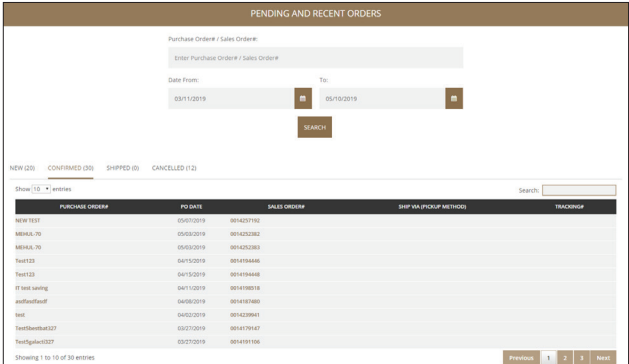 PENDING AND RECENT ORDERS
Purchase Order# / Sales Order#:
Enter Purchase Order# / Sales Order#
Date From: To:
03/11/2019 05/10/2019
SEARCH
NEW (20) CONFIRMED (30) SHIPPED (0) CANCELLED (12)
Show 10 entries Search:
PURCHASE ORDER# PO DATE SALES ORDER# SHIP VIA (PICKUP METHOD) TRACKING#
NEW TEST 05/07/2019 0014257192
MEHUL-70 05/03/2019 0014252382
MEHUL-70 05/03/2019 0014252383
Test123 04/15/2019 0014194446
Test123 04/15/2019 0014194448
IT test saving 04/11/2019 0014198518
asdfasdfasdf 04/08/2019 0014187480
test 04/02/2019 0014239841
Test5besthat327 03/27/2019 0014179147
Test5galact327 03/27/2019 0014191106
Showing 1 to 10 of 30 entries Previous 1 2 3 Next